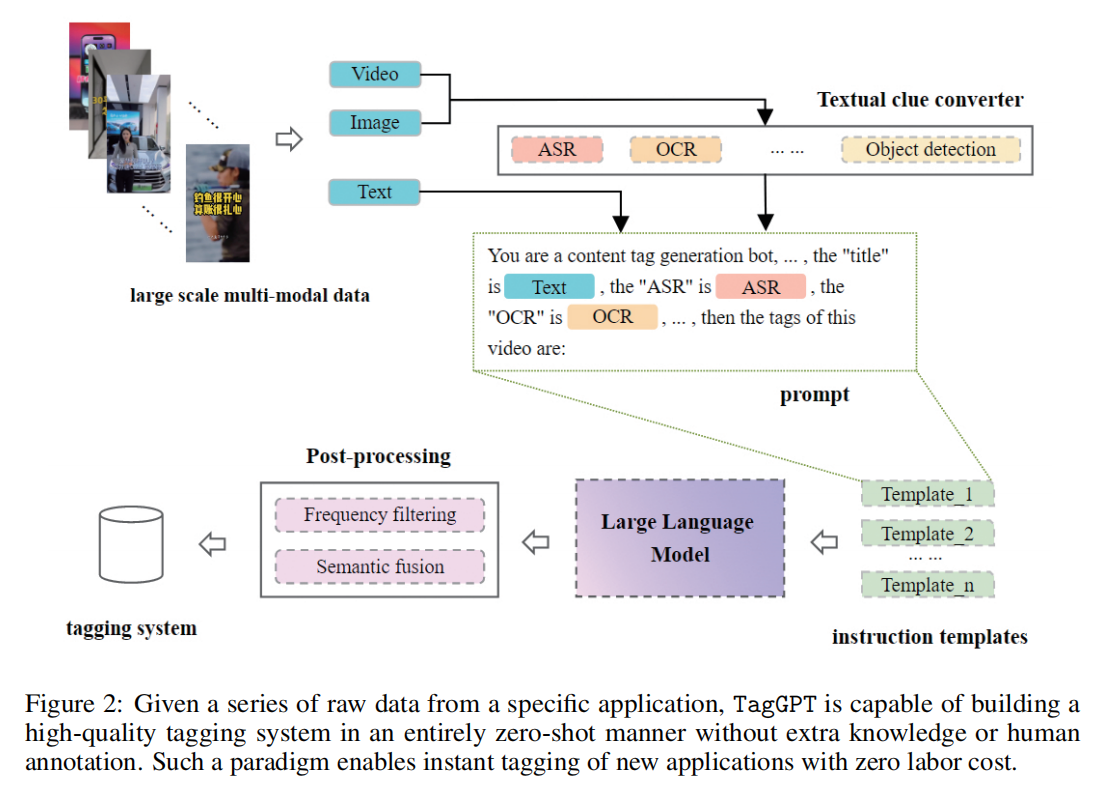 Video
Image
Text
Textual clue converter
ASR
OCR
... ...
Object detection
钓鱼很开心
算账很扎心
large scale multi-modal data
You are a content tag generation bot, ... , the "title"
is Text , the "ASR" is ASR , the
"OCR" is OCR , ... , then the tags of this
video are:
prompt
Post-processing
Frequency filtering
Semantic fusion
Large Language
Model
Template_1
Template_2
... ...
Template_n
tagging system
instruction templates
Figure 2: Given a series of raw data from a specific application, TagGPT is capable of building a
high-quality tagging system in an entirely zero-shot manner without extra knowledge or human
annotation. Such a paradigm enables instant tagging of new applications with zero labor cost.